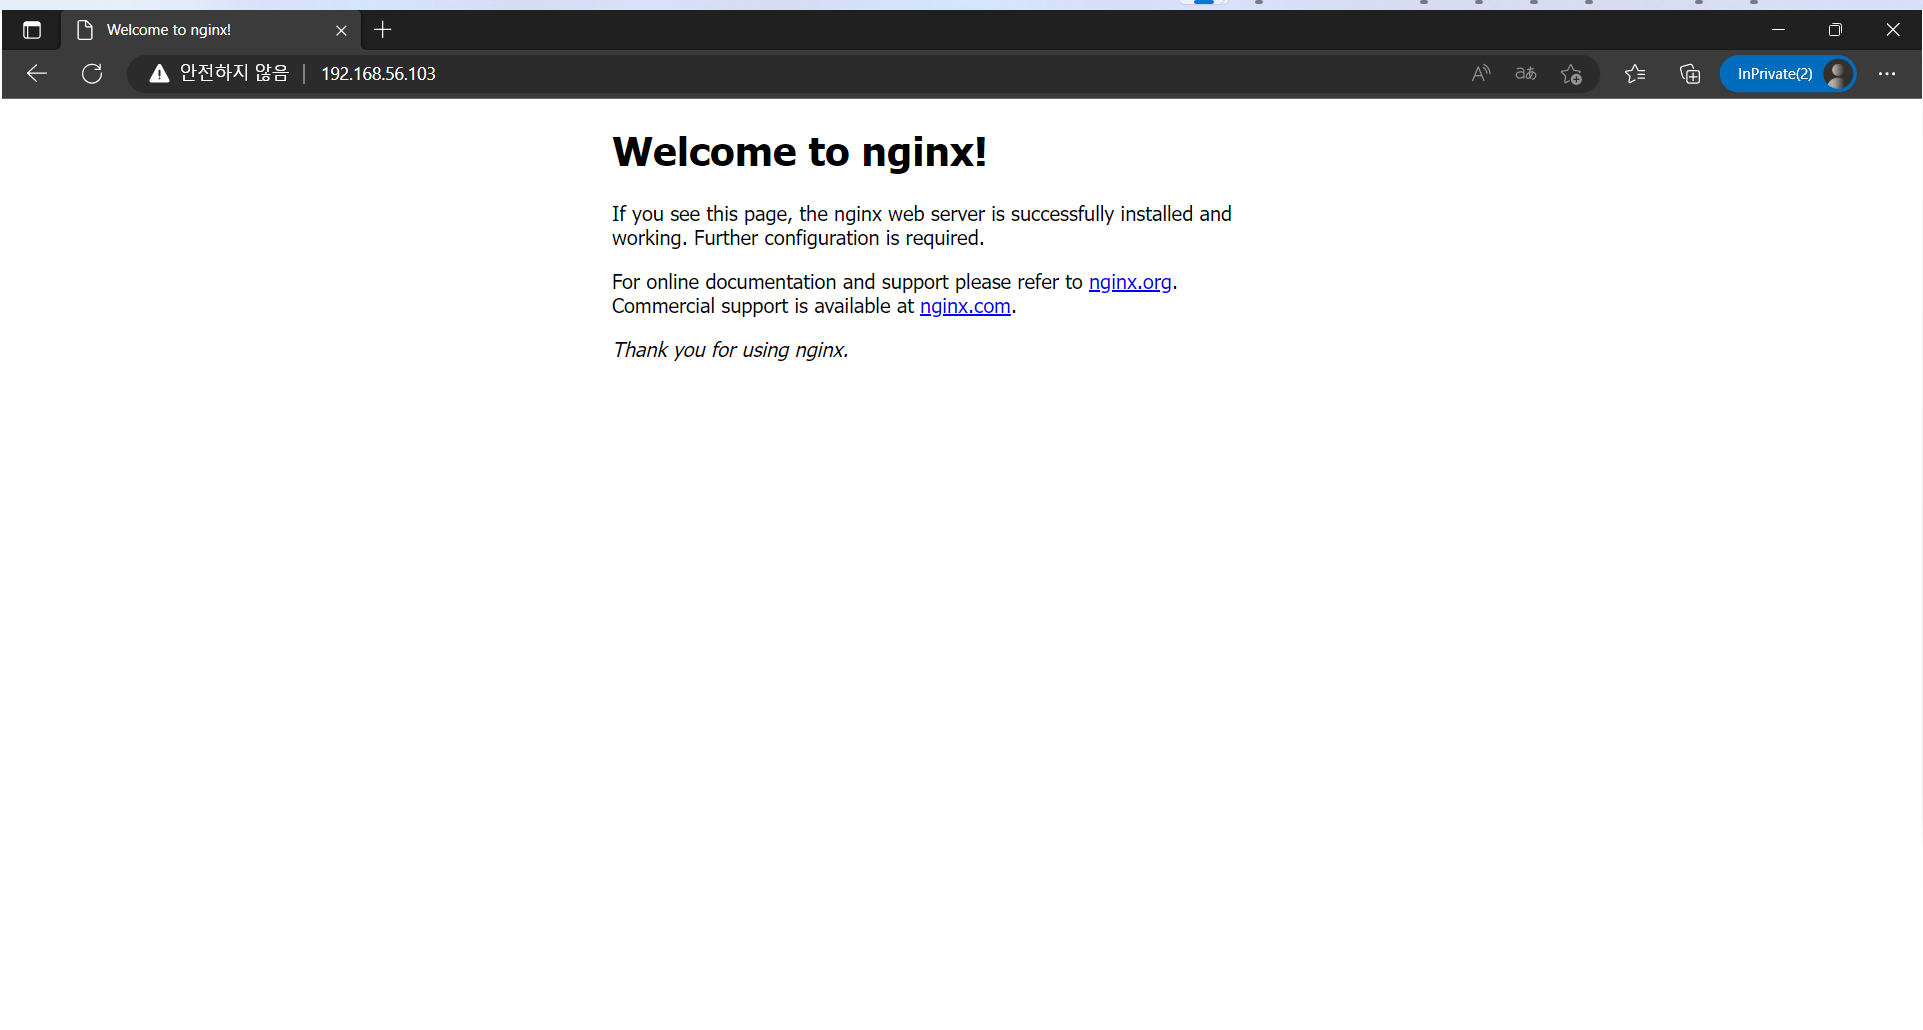 Welcome to nginx!
안전하지 않음 | 192.168.56.103
aあ
InPrivate(2)
Welcome to nginx!
If you see this page, the nginx web server is successfully installed and
working. Further configuration is required.
For online documentation and support please refer to nginx.org.
Commercial support is available at nginx.com.
Thank you for using nginx.